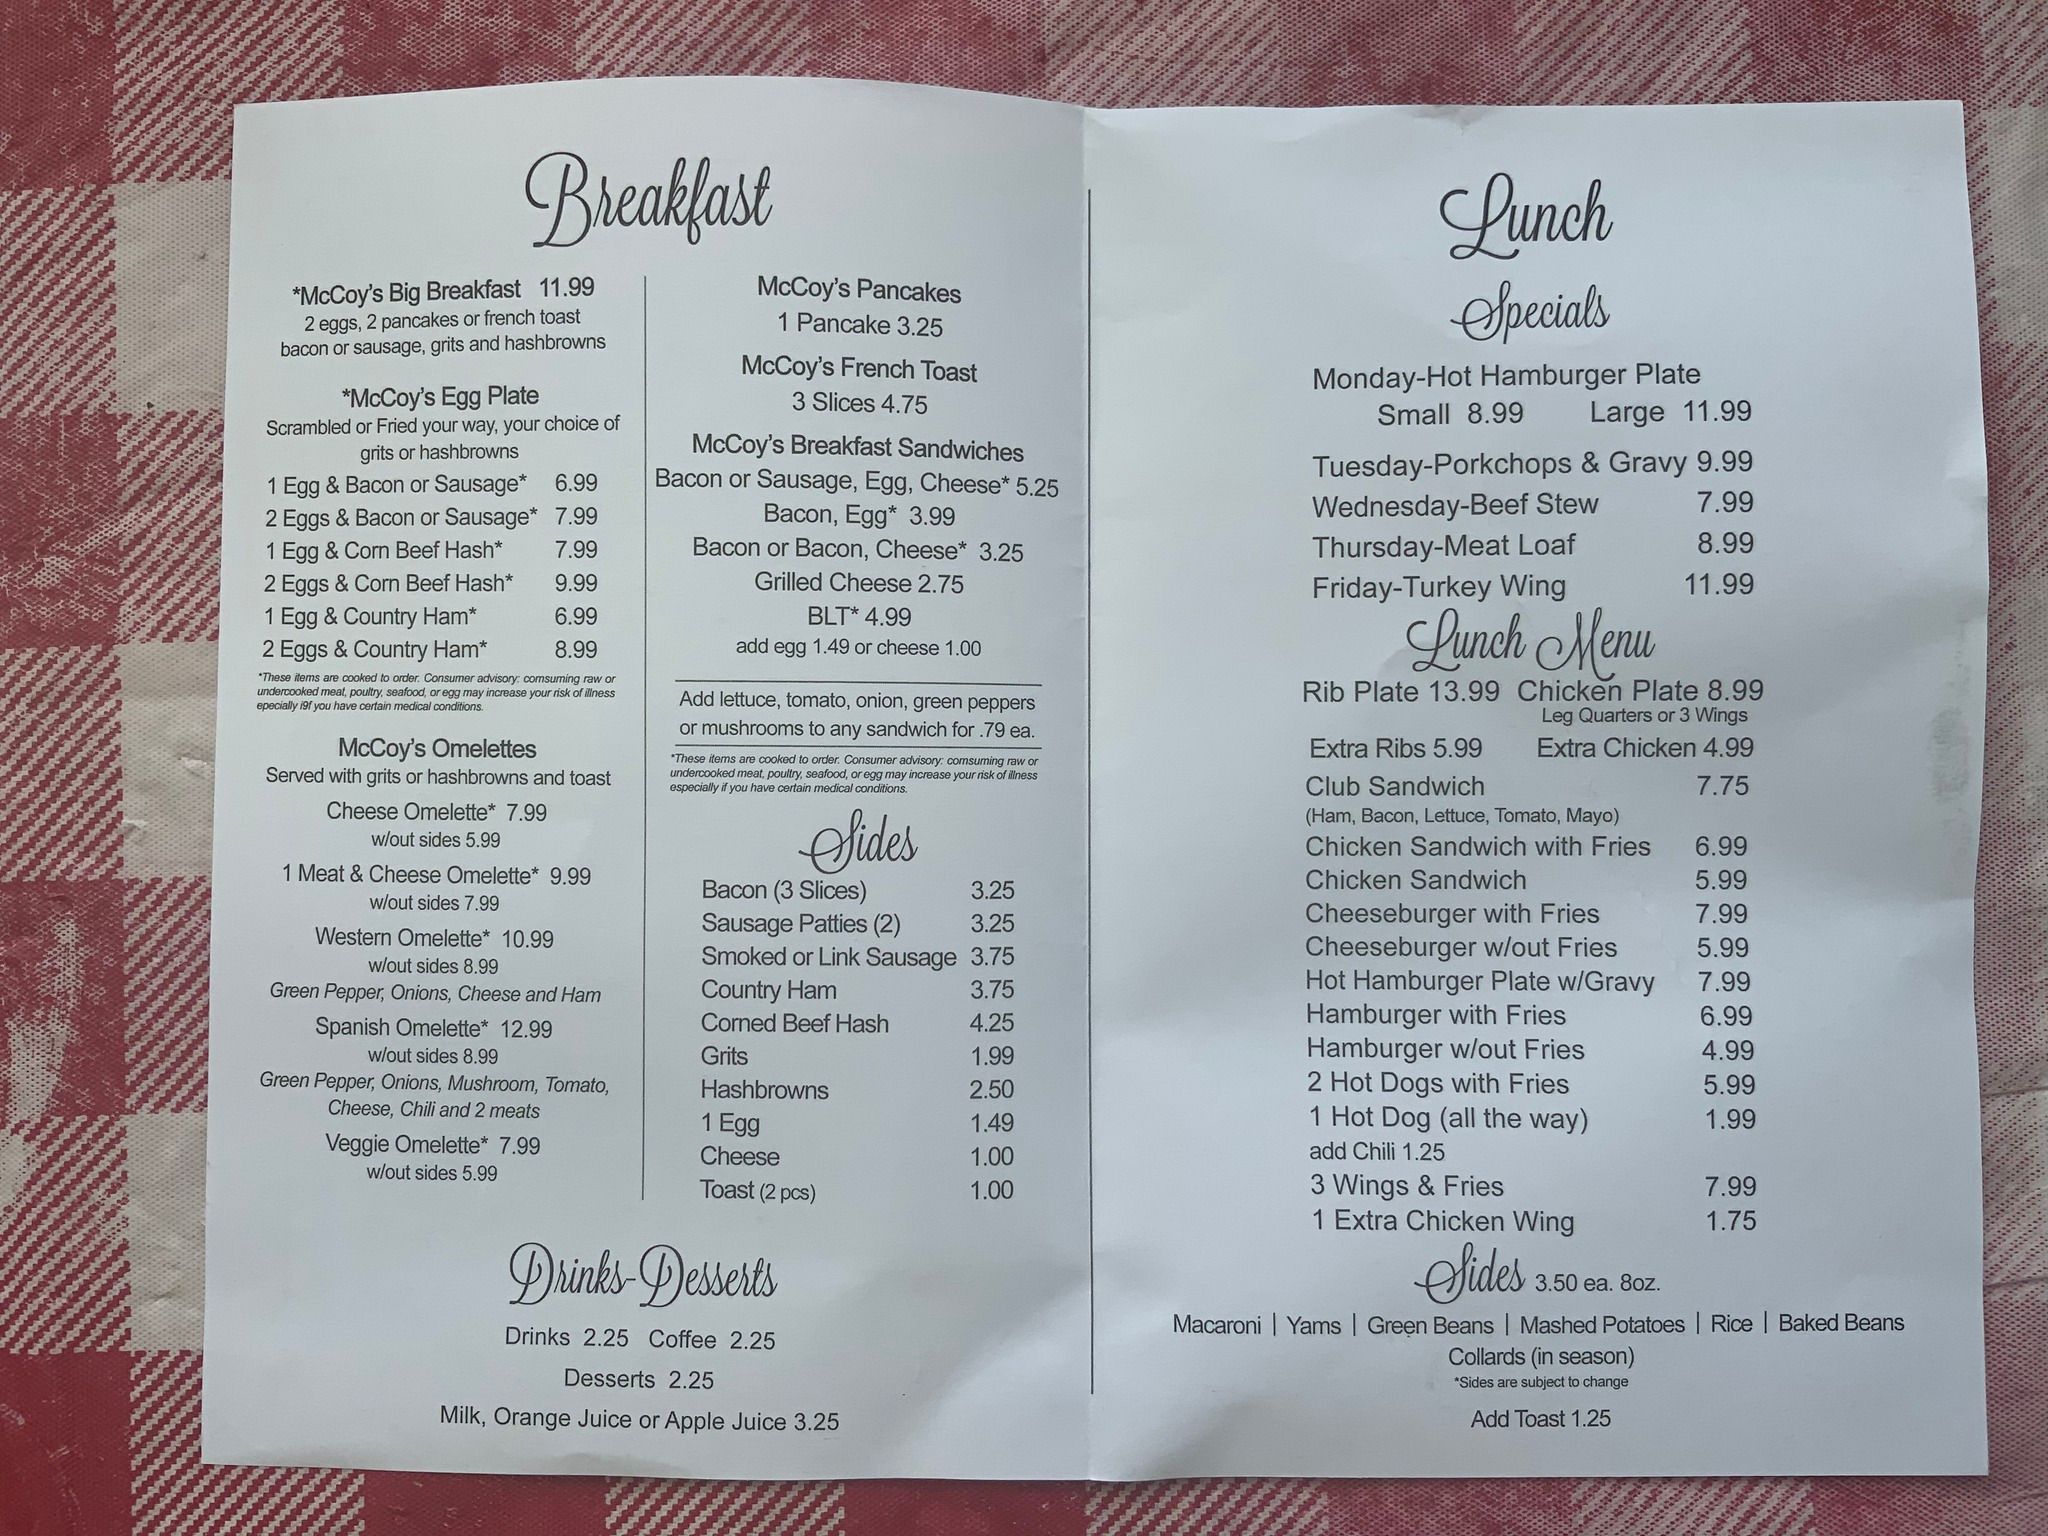 Breakfast
*McCoy's Big Breakfast 11.99
2 eggs, 2 pancakes or french toast
bacon or sausage, grits and hashbrowns
*McCoy's Egg Plate
Scrambled or Fried your way, your choice of
grits or hashbrowns
1 Egg & Bacon or Sausage* 6.99
2 Eggs & Bacon or Sausage* 7.99
1 Egg & Corn Beef Hash* 7.99
2 Eggs & Corn Beef Hash* 9.99
1 Egg & Country Ham* 6.99
2 Eggs & Country Ham* 8.99
*These items are cooked to order. Consumer advisory: comsuming raw or
undercooked meat, poultry, seafood, or egg may increase your risk of illness
epecially i9f you have certain medical conditions.
McCoy's Omelettes
Served with grits or hashbrowns and toast
Cheese Omelette* 7.99
w/out sides 5.99
1 Meat & Cheese Omelette* 9.99
w/out sides 7.99
Western Omelette* 10.99
w/out sides 8.99
Green Pepper, Onions, Cheese and Ham
Spanish Omelette* 12.99
w/out sides 8.99
Green Pepper, Onions, Mushroom, Tomato,
Cheese, Chili and 2 meats
Veggie Omelette* 7.99
w/out sides 5.99
McCoy's Pancakes
1 Pancake 3.25
McCoy's French Toast
3 Slices 4.75
McCoy's Breakfast Sandwiches
Bacon or Sausage, Egg, Cheese* 5.25
Bacon, Egg* 3.99
Bacon or Bacon, Cheese* 3.25
Grilled Cheese 2.75
BLT* 4.99
add egg 1.49 or cheese 1.00
Add lettuce, tomato, onion, green peppers
or mushrooms to any sandwich for .79 ea.
*These items are cooked to order. Consumer advisory: comsuming raw or
undercooked meat, poultry, seafood, or egg may increase your risk of illness
especially if you have certain medical conditions.
Sides
Bacon (3 Slices) 3.25
Sausage Patties (2) 3.25
Smoked or Link Sausage 3.75
Country Ham 3.75
Corned Beef Hash 4.25
Grits 1.99
Hashbrowns 2.50
1 Egg 1.49
Cheese 1.00
Toast (2 pcs) 1.00
Drinks-Desserts
Drinks 2.25 Coffee 2.25
Desserts 2.25
Milk, Orange Juice or Apple Juice 3.25
Lunch
Specials
Monday-Hot Hamburger Plate
Small 8.99 Large 11.99
Tuesday-Porkchops & Gravy 9.99
Wednesday-Beef Stew 7.99
Thursday-Meat Loaf 8.99
Friday-Turkey Wing 11.99
Lunch Menu
Rib Plate 13.99 Chicken Plate 8.99
Leg Quarters or 3 Wings
Extra Ribs 5.99 Extra Chicken 4.99
Club Sandwich 7.75
(Ham, Bacon, Lettuce, Tomato, Mayo)
Chicken Sandwich with Fries 6.99
Chicken Sandwich 5.99
Cheeseburger with Fries 7.99
Cheeseburger w/out Fries 5.99
Hot Hamburger Plate w/Gravy 7.99
Hamburger with Fries 6.99
Hamburger w/out Fries 4.99
2 Hot Dogs with Fries 5.99
1 Hot Dog (all the way) 1.99
add Chili 1.25
3 Wings & Fries 7.99
1 Extra Chicken Wing 1.75
Sides 3.50 ea. 8oz.
Macaroni | Yams | Green Beans | Mashed Potatoes | Rice | Baked Beans
Collards (in season)
*Sides are subject to change
Add Toast 1.25